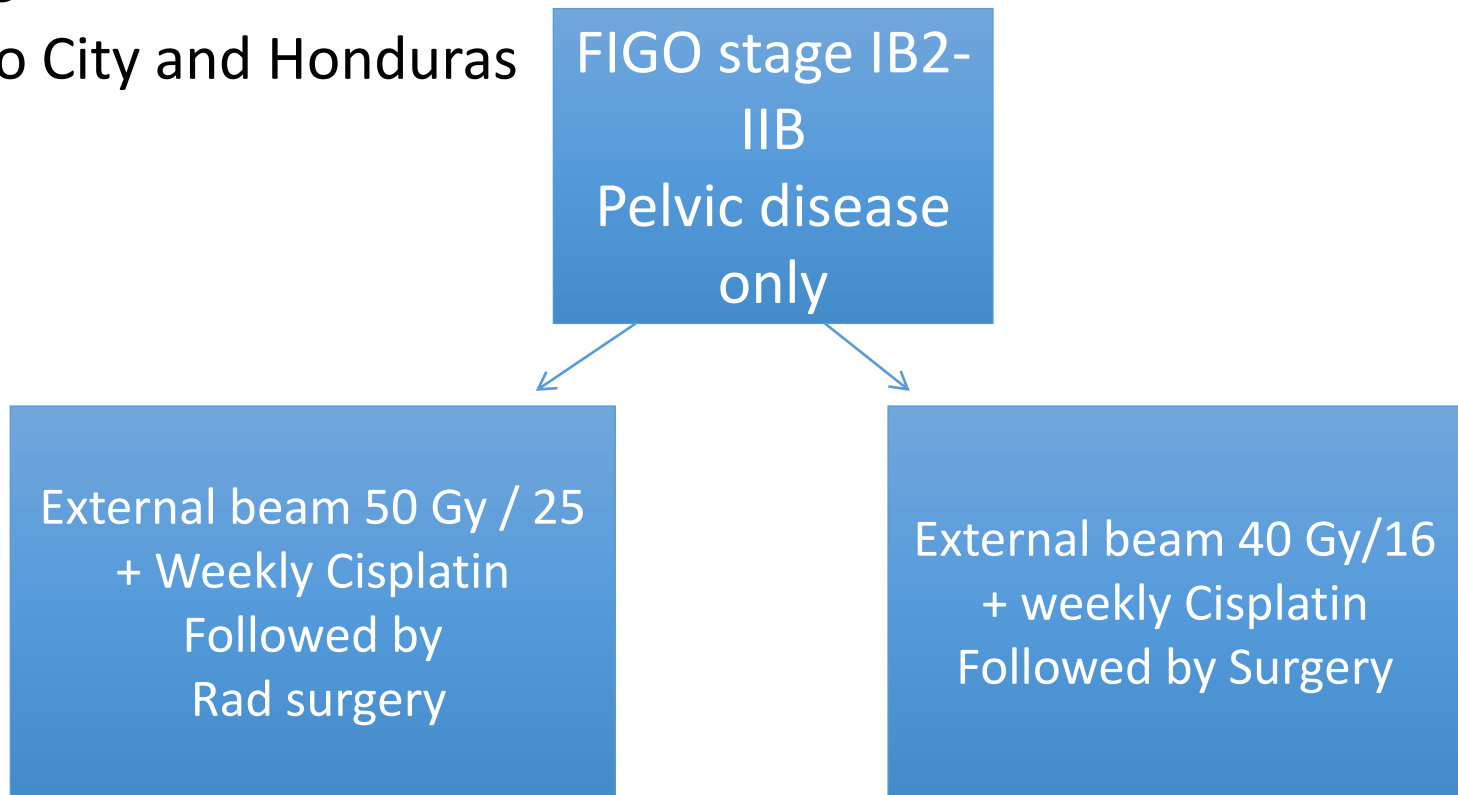 o City and Honduras
FIGO stage IB2-
IIB
Pelvic disease
only
External beam 50 Gy / 25
+ Weekly Cisplatin
Followed by
Rad surgery
External beam 40 Gy/16
+ weekly Cisplatin
Followed by Surgery